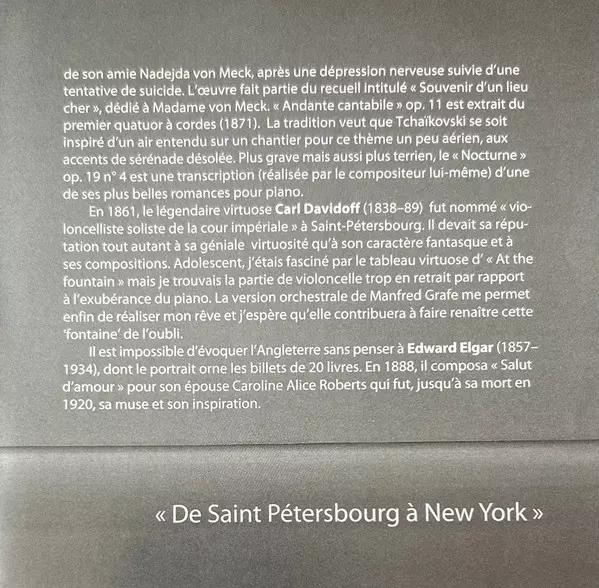 de son amie Nadejda von Meck, après une dépression nerveuse suivie d'une
tentative de suicide. L'œuvre fait partie du recueil intitulé « Souvenir d'un lieu
cher », dédié à Madame von Meck. « Andante cantabile » op. 11 est extrait du
premier quatuor à cordes (1871). La tradition veut que Tchaïkovski se soit
inspiré d'un air entendu sur un chantier pour ce thème un peu aérien, aux
accents de sérénade désolée. Plus grave mais aussi plus terrien, le « Nocturne »
op. 19 n° 4 est une transcription (réalisée par le compositeur lui-même) d'une
de ses plus belles romances pour piano.
En 1861, le légendaire virtuose Carl Davidoff (1838–89) fut nommé « vio-
loncelliste soliste de la cour impériale » à Saint-Pétersbourg. Il devait sa répu-
tation tout autant à sa géniale virtuosité qu'à son caractère fantasque et à
ses compositions. Adolescent, j'étais fasciné par le tableau virtuose d' « At the
fountain » mais je trouvais la partie de violoncelle trop en retrait par rapport
à l'exubérance du piano. La version orchestrale de Manfred Grafe me permet
enfin de réaliser mon rêve et j'espère qu'elle contribuera à faire renaître cette
'fontaine' de l'oubli.
Il est impossible d'évoquer l'Angleterre sans penser à Edward Elgar (1857–
1934), dont le portrait orne les billets de 20 livres. En 1888, il composa « Salut
d'amour » pour son épouse Caroline Alice Roberts qui fut, jusqu'à sa mort en
1920, sa muse et son inspiration.
« De Saint Pétersbourg à New York »